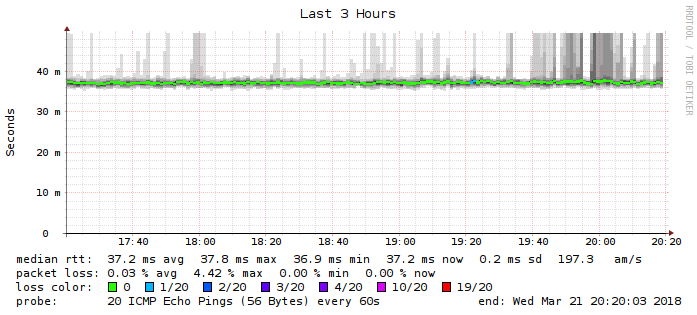 Last 3 Hours
RRDTOOL / TOBI OETIKER
Seconds
40 m
30 m
20 m
10 m
0
17:40 18:00 18:20 18:40 19:00 19:20 19:40 20:00 20:20
median rtt: 37.2 ms avg 37.8 ms max 36.9 ms min 37.2 ms now 0.2 ms sd 197.3 am/s
packet loss: 0.03 % avg 4.42 % max 0.00 % min 0.00 % now
loss color: 0 1/20 2/20 3/20 4/20 10/20 19/20
probe: 20 ICMP Echo Pings (56 Bytes) every 60s end: Wed Mar 21 20:20:03 2018